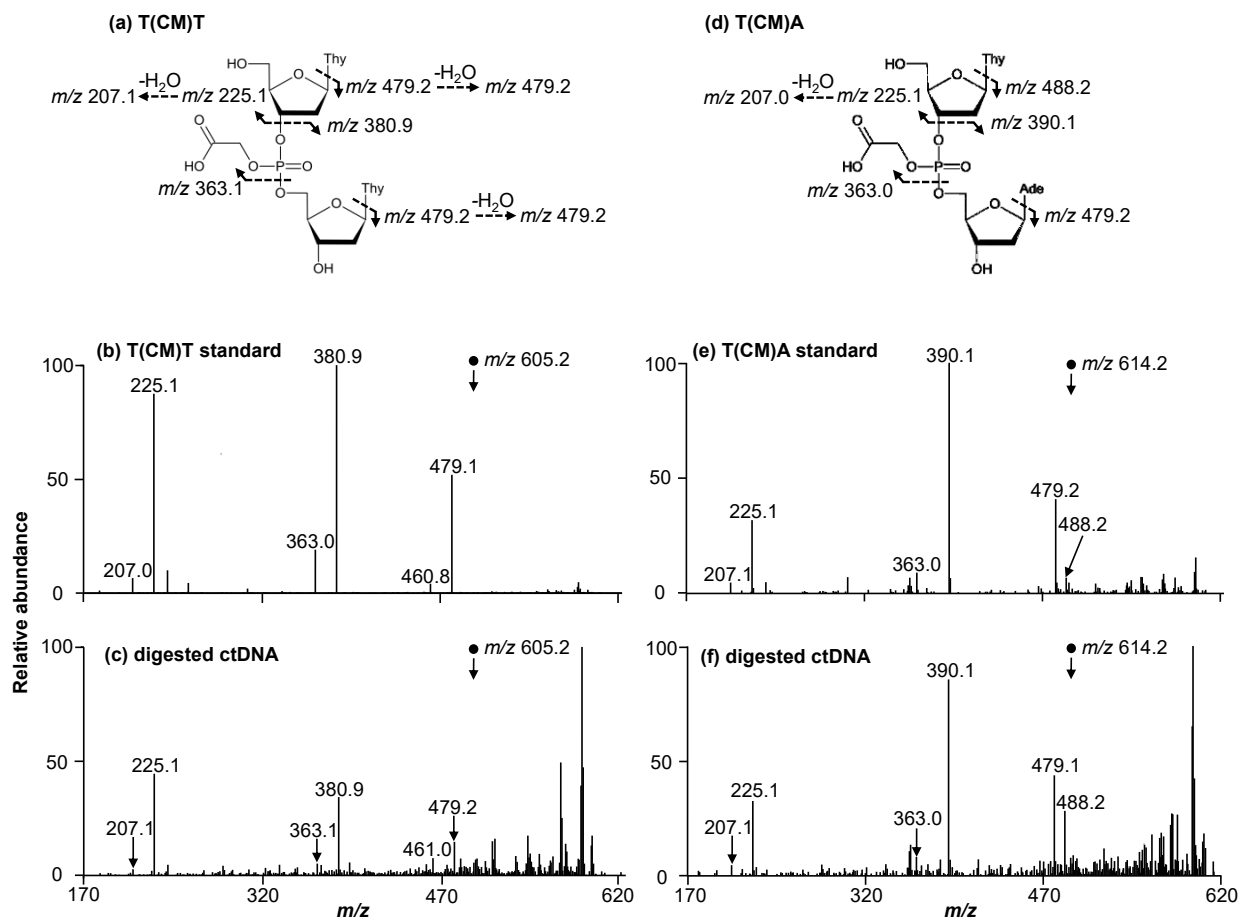 (a) T(CM)T
HO
O
Thy
-H2O
m/z 207.1
m/z 225.1
m/z 479.2
-H2O
m/z 479.2
m/z 380.9
O
HO
O
O
P
O
O
m/z 363.1
O
Thy
m/z 479.2
-H2O
m/z 479.2
OH
(d) T(CM)A
HO
O
Thy
-H2O
m/z 207.0
m/z 225.1
m/z 488.2
m/z 390.1
O
HO
O
O
P
O
O
m/z 363.0
O
Ade
m/z 479.2
OH
Relative abundance
(b) T(CM)T standard
m/z 605.2
100
50
0
207.0
225.1
363.0
380.9
460.8
479.1
(c) digested ctDNA
m/z 605.2
100
50
0
207.1
225.1
363.1
380.9
461.0
479.2
170
320
470
620
m/z
(e) T(CM)A standard
m/z 614.2
100
50
0
207.1
225.1
363.0
390.1
479.2
488.2
(f) digested ctDNA
m/z 614.2
100
50
0
207.1
225.1
363.0
390.1
479.1
488.2
170
320
470
620
m/z